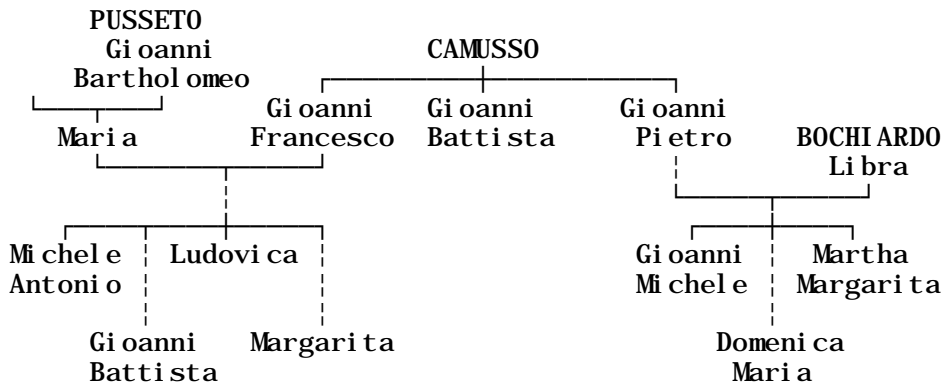 PUSSETO
Gioanni CAMUSSO
Bartholomeo
Gioanni Gioanni Gioanni
Maria Francesco Battista Pietro BOCHIARDO
Libra
Michele Ludovica Gioanni Martha
Antonio Michele Margarita
Gioanni Margarita Domenica
Battista Maria